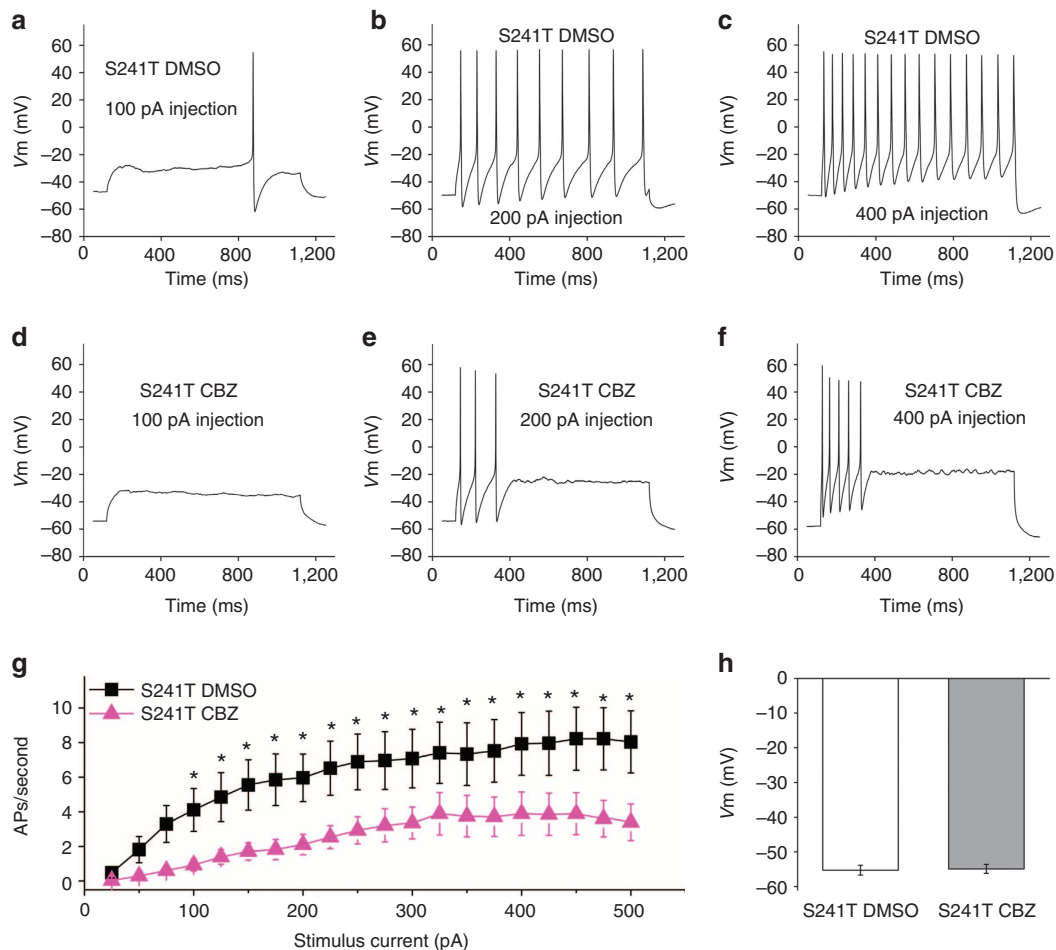 a
60
40
20
0
−20
−40
−60
−80
Vm (mV)
S241T DMSO
100 pA injection
0
400
800
1,200
Time (ms)
b
60
40
20
0
−20
−40
−60
−80
Vm (mV)
S241T DMSO
200 pA injection
0
400
800
1,200
Time (ms)
c
60
40
20
0
−20
−40
−60
−80
Vm (mV)
S241T DMSO
400 pA injection
0
400
800
1,200
Time (ms)
d
60
40
20
0
−20
−40
−60
−80
Vm (mV)
S241T CBZ
100 pA injection
0
400
800
1,200
Time (ms)
e
60
40
20
0
−20
−40
−60
−80
Vm (mV)
S241T CBZ
200 pA injection
0
400
800
1,200
Time (ms)
f
60
40
20
0
−20
−40
−60
−80
Vm (mV)
S241T CBZ
400 pA injection
0
400
800
1,200
Time (ms)
g
S241T DMSO
S241T CBZ
* * * * * * * * * * * * * * * * *
10
8
6
4
2
0
APs/second
0
100
200
300
400
500
Stimulus current (pA)
h
0
−10
−20
−30
−40
−50
−60
Vm (mV)
S241T DMSO
S241T CBZ